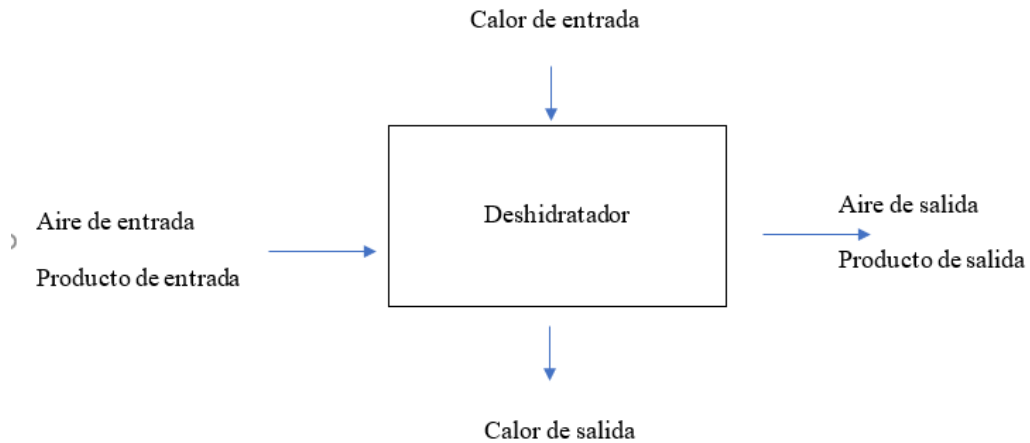 Calor de entrada
Aire de entrada
Producto de entrada
Deshidratador
Aire de salida
Producto de salida
Calor de salida